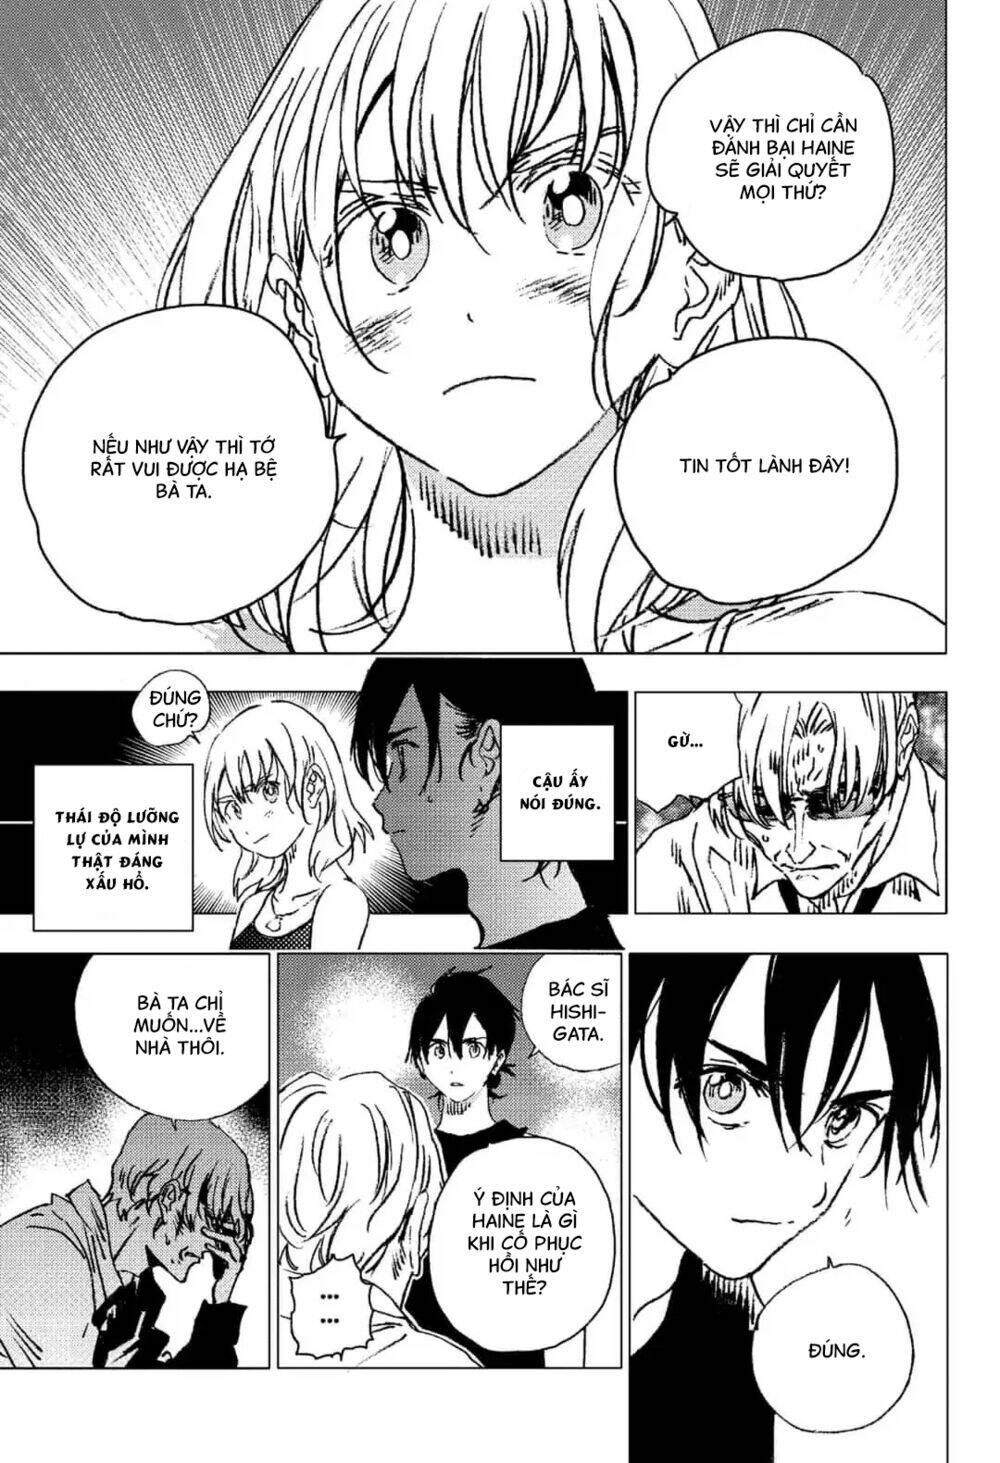 VẬY THÌ CHỈ CẦN
ĐÁNH BẠI HAINE
SẼ GIẢI QUYẾT
MỌI THỨ?
TIN TỐT LÀNH ĐÂY!
NẾU NHƯ VẬY THÌ TỚ
RẤT VUI ĐƯỢC HẠ BỆ
BÀ TA.
GỪ...
CẬU ẤY
NÓI ĐÚNG.
ĐÚNG
CHỨ?
THÁI ĐỘ LƯỠNG
LỰ CỦA MÌNH
THẬT ĐÁNG
XẤU HỔ.
ĐÚNG.
BÁC SĨ
HISHI-
GATA.
Ý ĐỊNH CỦA
HAINE LÀ GÌ
KHI CỐ PHỤC
HỒI NHƯ
THẾ?
...
...
BÀ TA CHỈ
MUỐN...VỀ
NHÀ THÔI.